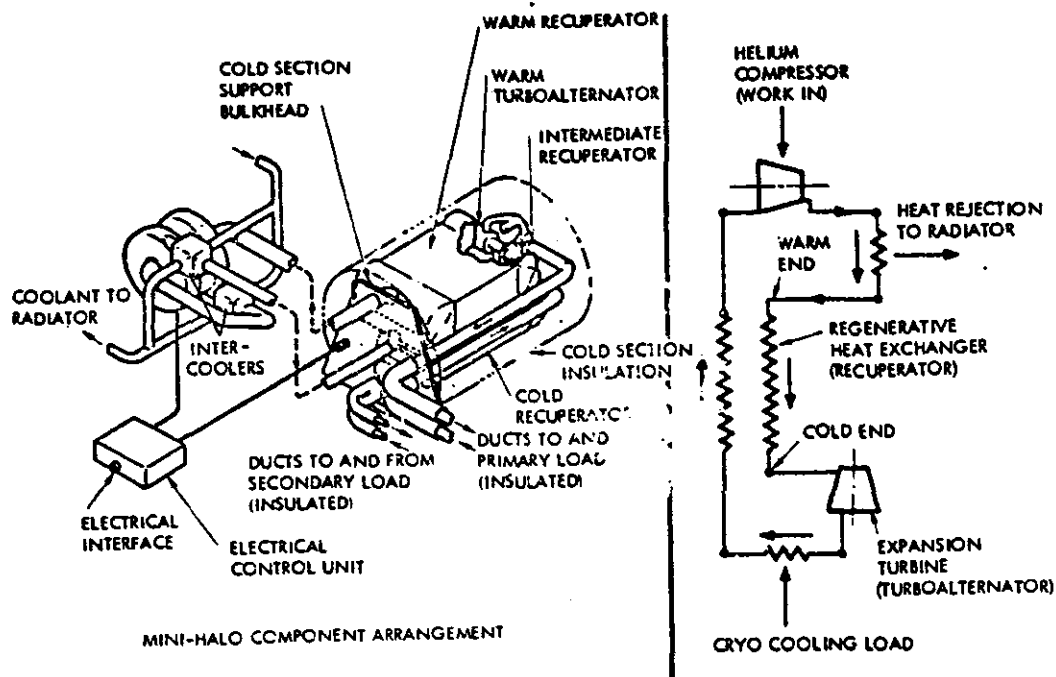 WARM RECUPERATOR
COLD SECTION
SUPPORT
BULKHEAD
WARM
TURBOALTERNATOR
INTERMEDIATE
RECUPERATOR
COOLANT TO
RADIATOR
INTER-
COOLERS
COLD SECTION
INSULATION
COLD
RECUPERATOR
DUCTS TO AND FROM
SECONDARY LOAD
(INSULATED)
DUCTS TO AND
PRIMARY LOAD
(INSULATED)
ELECTRICAL
INTERFACE
ELECTRICAL
CONTROL UNIT
MINI-HALO COMPONENT ARRANGEMENT
HELIUM
COMPRESSOR
(WORK IN)
HEAT REJECTION
TO RADIATOR
WARM
END
REGENERATIVE
HEAT EXCHANGER
(RECUPERATOR)
COLD END
EXPANSION
TURBINE
(TURBOALTERNATOR)
CRYO COOLING LOAD